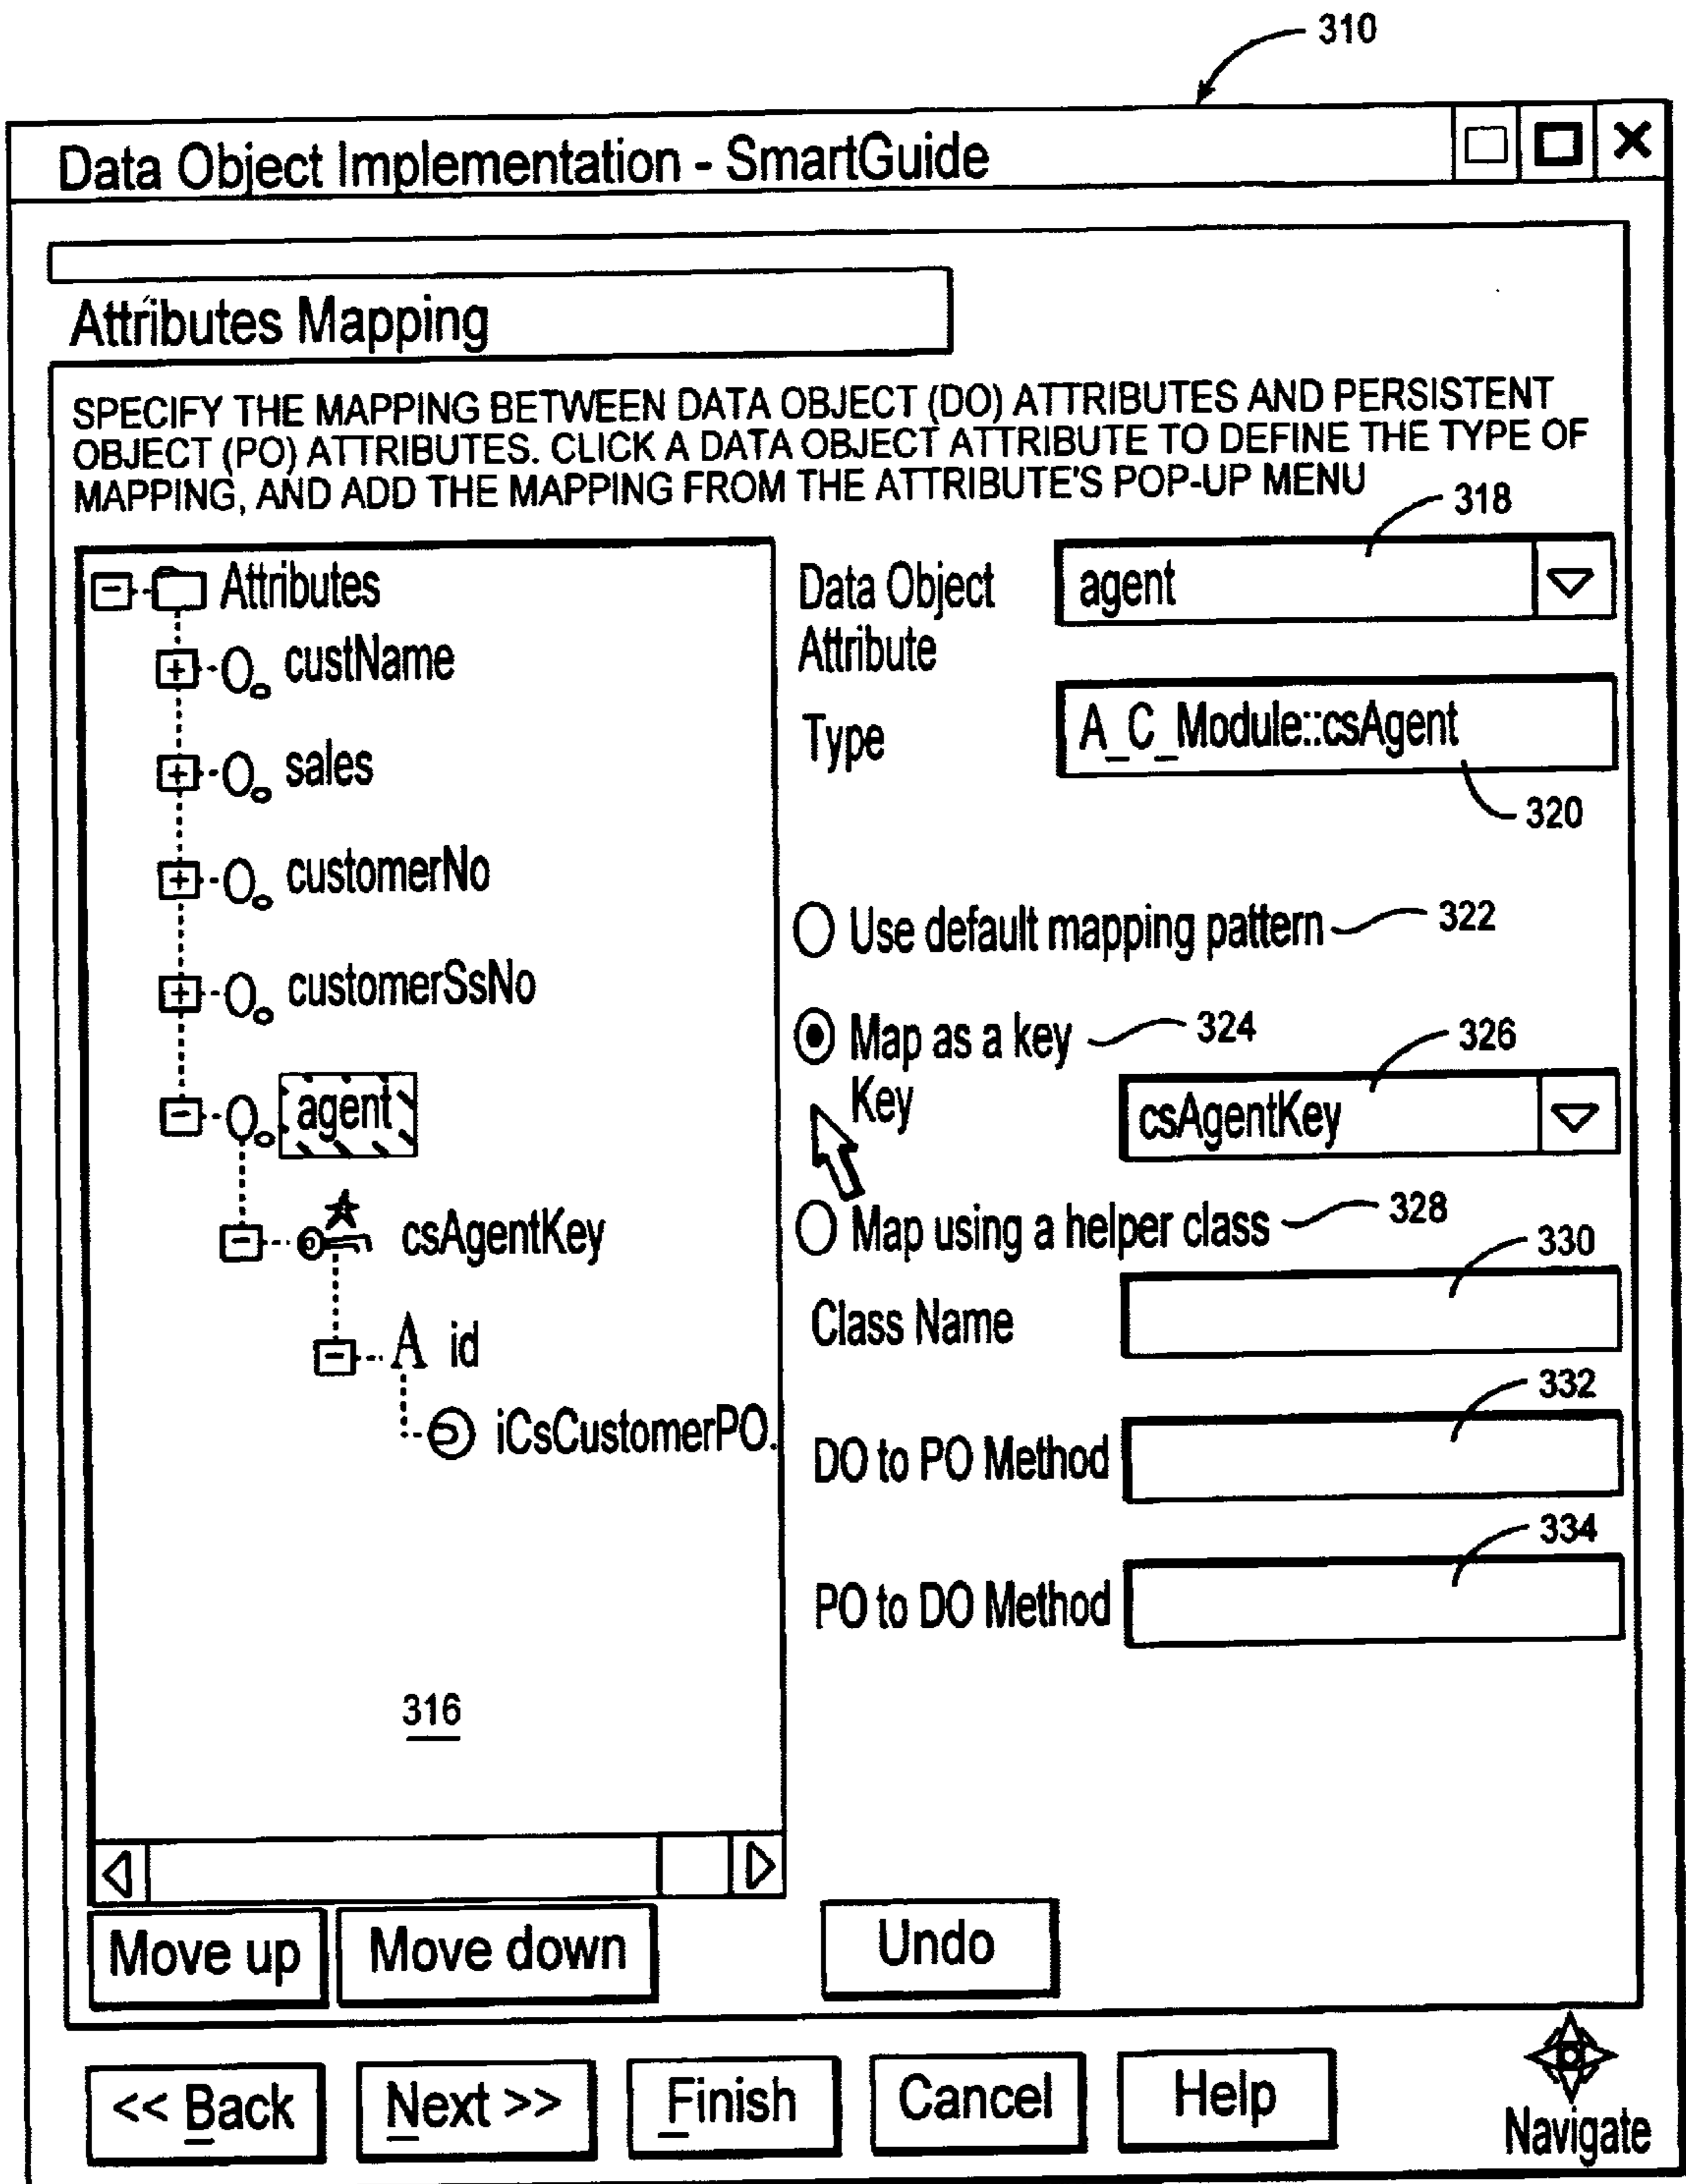 310
Data Object Implementation - SmartGuide
Attributes Mapping
SPECIFY THE MAPPING BETWEEN DATA OBJECT (DO) ATTRIBUTES AND PERSISTENT
OBJECT (PO) ATTRIBUTES. CLICK A DATA OBJECT ATTRIBUTE TO DEFINE THE TYPE OF
MAPPING, AND ADD THE MAPPING FROM THE ATTRIBUTE'S POP-UP MENU
318
Attributes
custName
sales
customerNo
customerSsNo
agent
csAgentKey
A id
iCsCustomerPO.
316
Data Object
Attribute
agent
Type
A_C_Module::csAgent
320
Use default mapping pattern 322
Map as a key 324
326
Key
csAgentKey
Map using a helper class 328
330
Class Name
332
DO to PO Method
334
PO to DO Method
Move up
Move down
Undo
<< Back
Next >>
Finish
Cancel
Help
Navigate